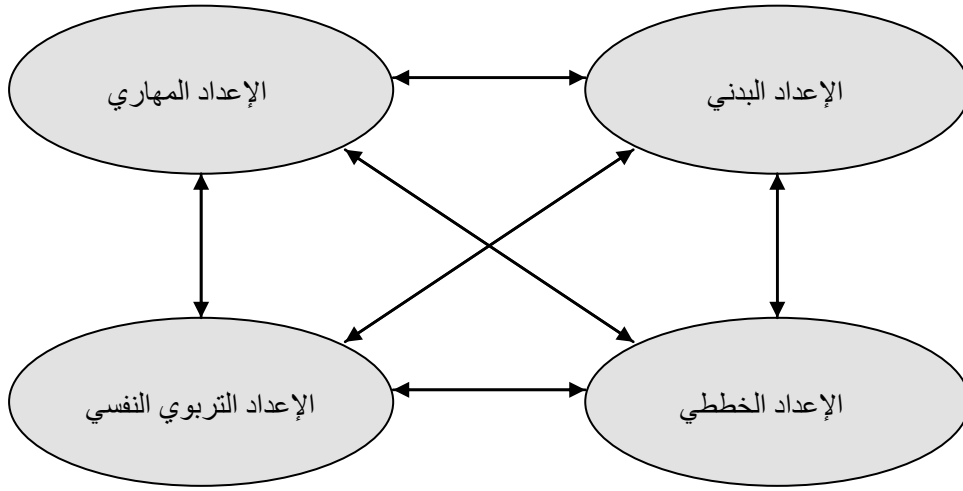 الإعداد البدني
الإعداد المهاري
الإعداد الخططي
الإعداد التربوي النفسي